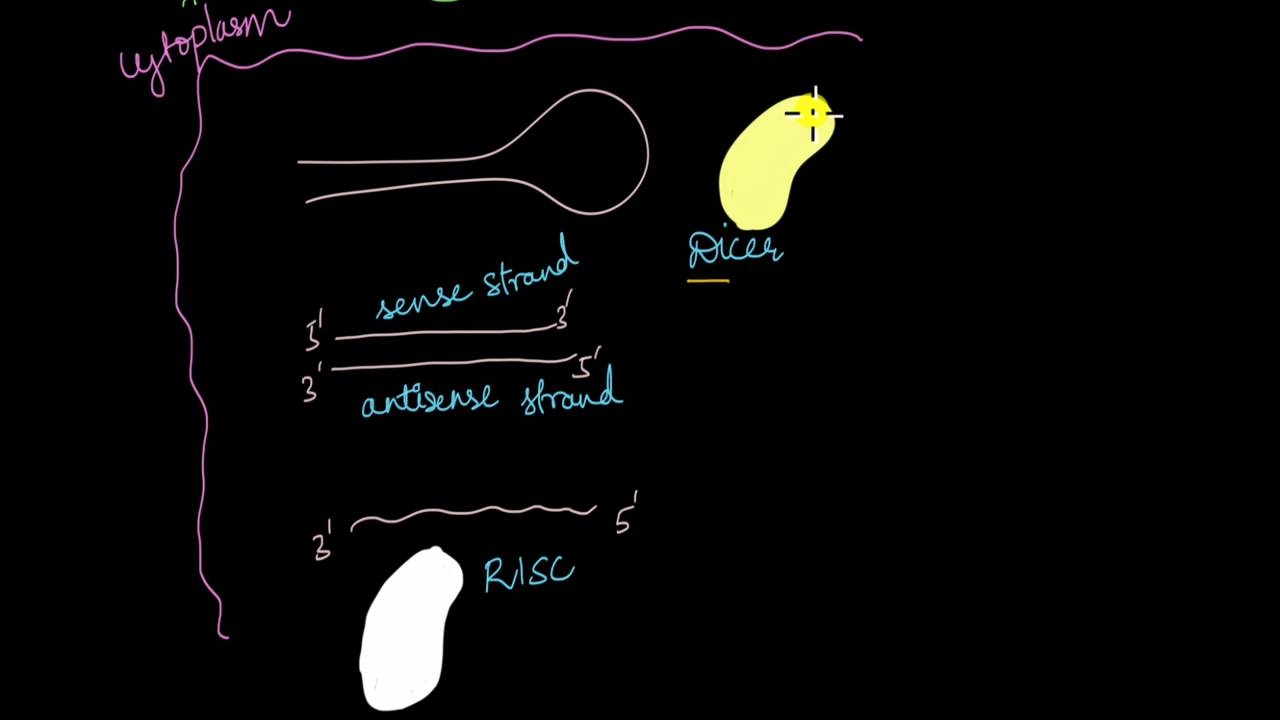 cytoplasm
Dicer
sense strand
5' 3'
3' 5'
antisense strand
3' 5'
RISC